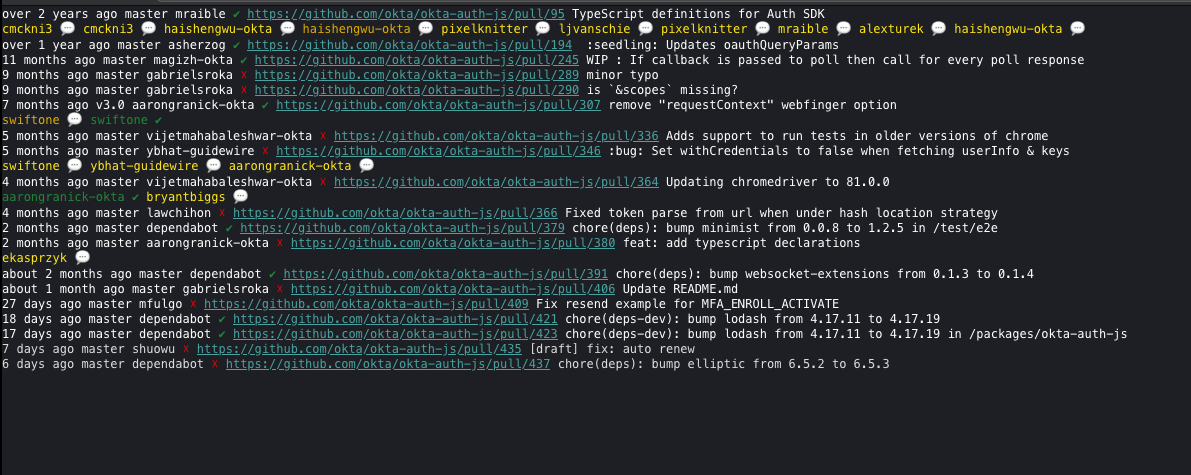 over 2 years ago master mraible ✔ https://github.com/okta/okta-auth-js/pull/95 TypeScript definitions for Auth SDK
cmckni3 💬 cmckni3 💬 haishengwu-okta 💬 haishengwu-okta 💬 pixelknitter 💬 ljvanschie 💬 pixelknitter 💬 mraible 💬 alexturek 💬 haishengwu-okta 💬
over 1 year ago master asherzog ✔ https://github.com/okta/okta-auth-js/pull/194 :seedling: Updates oauthQueryParams
11 months ago master magizh-okta ✔ https://github.com/okta/okta-auth-js/pull/245 WIP : If callback is passed to poll then call for every poll response
9 months ago master gabrielsroka ✗ https://github.com/okta/okta-auth-js/pull/289 minor typo
9 months ago master gabrielsroka ✗ https://github.com/okta/okta-auth-js/pull/290 is `&scopes` missing?
7 months ago v3.0 aarongranick-okta ✔ https://github.com/okta/okta-auth-js/pull/307 remove "requestContext" webfinger option
swiftone 💬 swiftone ✔
5 months ago master vijetmahabaleshwar-okta ✗ https://github.com/okta/okta-auth-js/pull/336 Adds support to run tests in older versions of chrome
5 months ago master ybhat-guidewire ✗ https://github.com/okta/okta-auth-js/pull/346 :bug: Set withCredentials to false when fetching userInfo & keys
swiftone 💬 ybhat-guidewire 💬 aarongranick-okta 💬
4 months ago master vijetmahabaleshwar-okta ✗ https://github.com/okta/okta-auth-js/pull/364 Updating chromedriver to 81.0.0
aarongranick-okta ✔ bryantbiggs 💬
4 months ago master lawchihon ✗ https://github.com/okta/okta-auth-js/pull/366 Fixed token parse from url when under hash location strategy
2 months ago master dependabot ✔ https://github.com/okta/okta-auth-js/pull/379 chore(deps): bump minimist from 0.0.8 to 1.2.5 in /test/e2e
2 months ago master aarongranick-okta ✗ https://github.com/okta/okta-auth-js/pull/380 feat: add typescript declarations
ekasprzyk 💬
about 2 months ago master dependabot ✔ https://github.com/okta/okta-auth-js/pull/391 chore(deps): bump websocket-extensions from 0.1.3 to 0.1.4
about 1 month ago master gabrielsroka ✗ https://github.com/okta/okta-auth-js/pull/406 Update README.md
27 days ago master mfulgo ✗ https://github.com/okta/okta-auth-js/pull/409 Fix resend example for MFA_ENROLL_ACTIVATE
18 days ago master dependabot ✔ https://github.com/okta/okta-auth-js/pull/421 chore(deps-dev): bump lodash from 4.17.11 to 4.17.19
17 days ago master dependabot ✔ https://github.com/okta/okta-auth-js/pull/423 chore(deps-dev): bump lodash from 4.17.11 to 4.17.19 in /packages/okta-auth-js
7 days ago master shuowu ✗ https://github.com/okta/okta-auth-js/pull/435 [draft] fix: auto renew
6 days ago master dependabot ✗ https://github.com/okta/okta-auth-js/pull/437 chore(deps): bump elliptic from 6.5.2 to 6.5.3